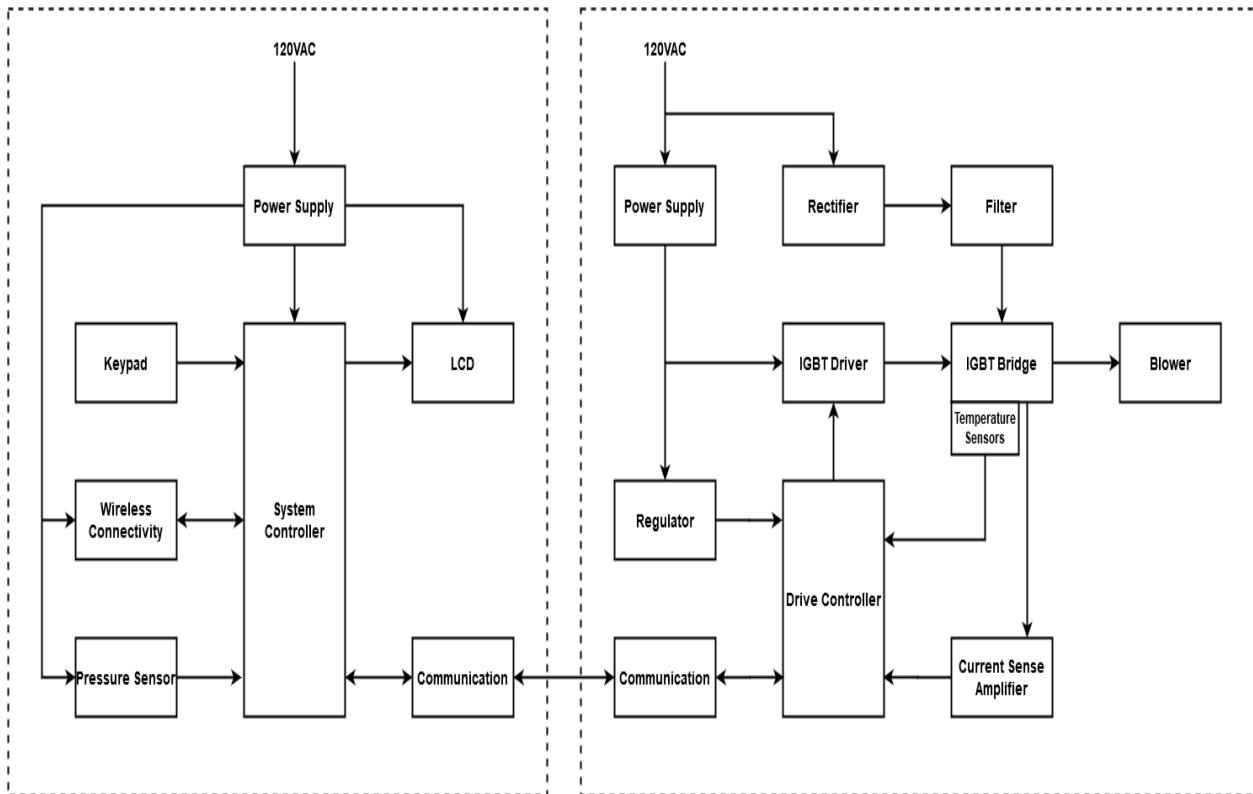 120VAC
Power Supply
Keypad
LCD
Wireless
Connectivity
System
Controller
Pressure Sensor
Communication
120VAC
Power Supply
Rectifier
Filter
IGBT Driver
IGBT Bridge
Blower
Temperature
Sensors
Regulator
Drive Controller
Communication
Current Sense
Amplifier